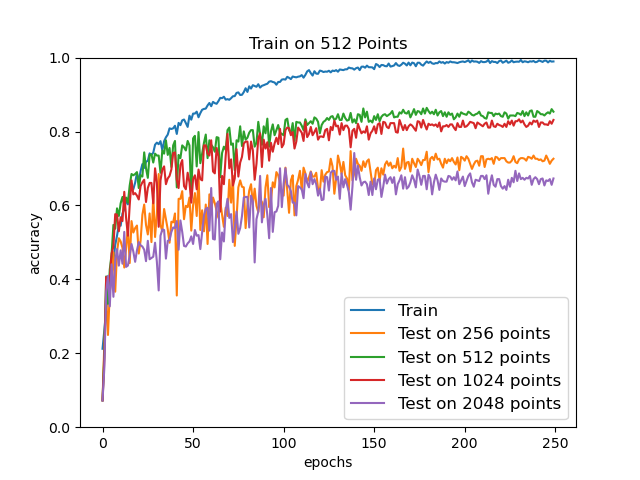 Train on 512 Points
accuracy
1.0
0.8
0.6
0.4
0.2
0.0
0 50 100 150 200 250
epochs
Train
Test on 256 points
Test on 512 points
Test on 1024 points
Test on 2048 points